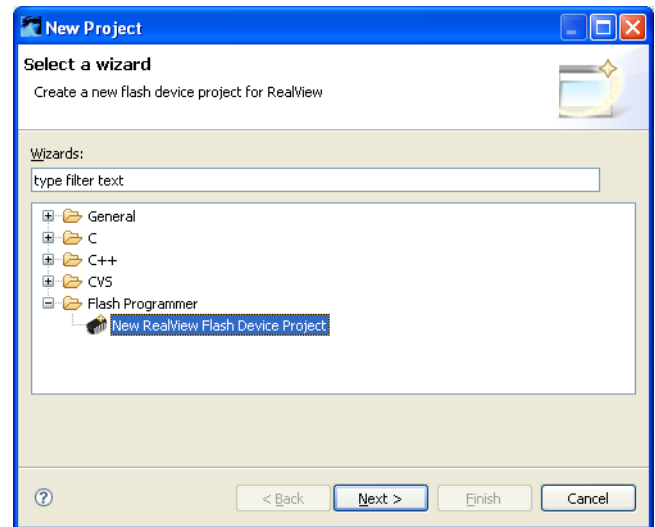 New Project
Select a wizard
Create a new flash device project for RealView
Wizards:
type filter text
General
C
C++
CVS
Flash Programmer
New RealView Flash Device Project
?
< Back Next > Finish Cancel